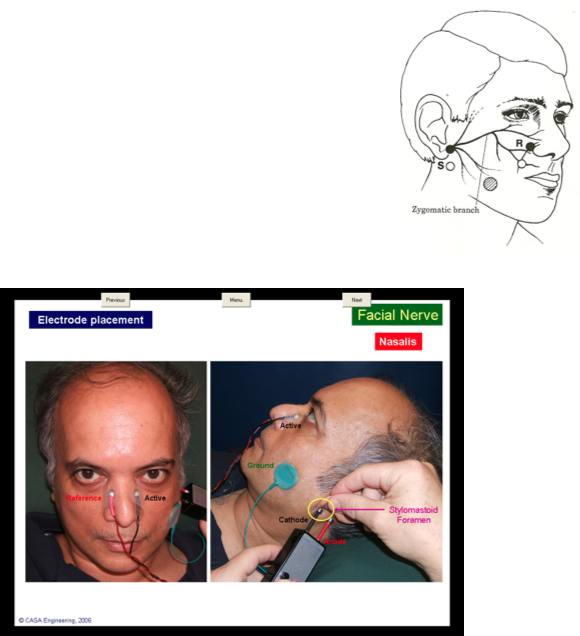 R
S
Zygomatic branch
Previous
Menu
Next
Electrode placement
Facial Nerve
Nasalis
Reference
Active
Active
Ground
Cathode
Anode
Stylomastoid
Foramen
© CASA Engineering, 2006